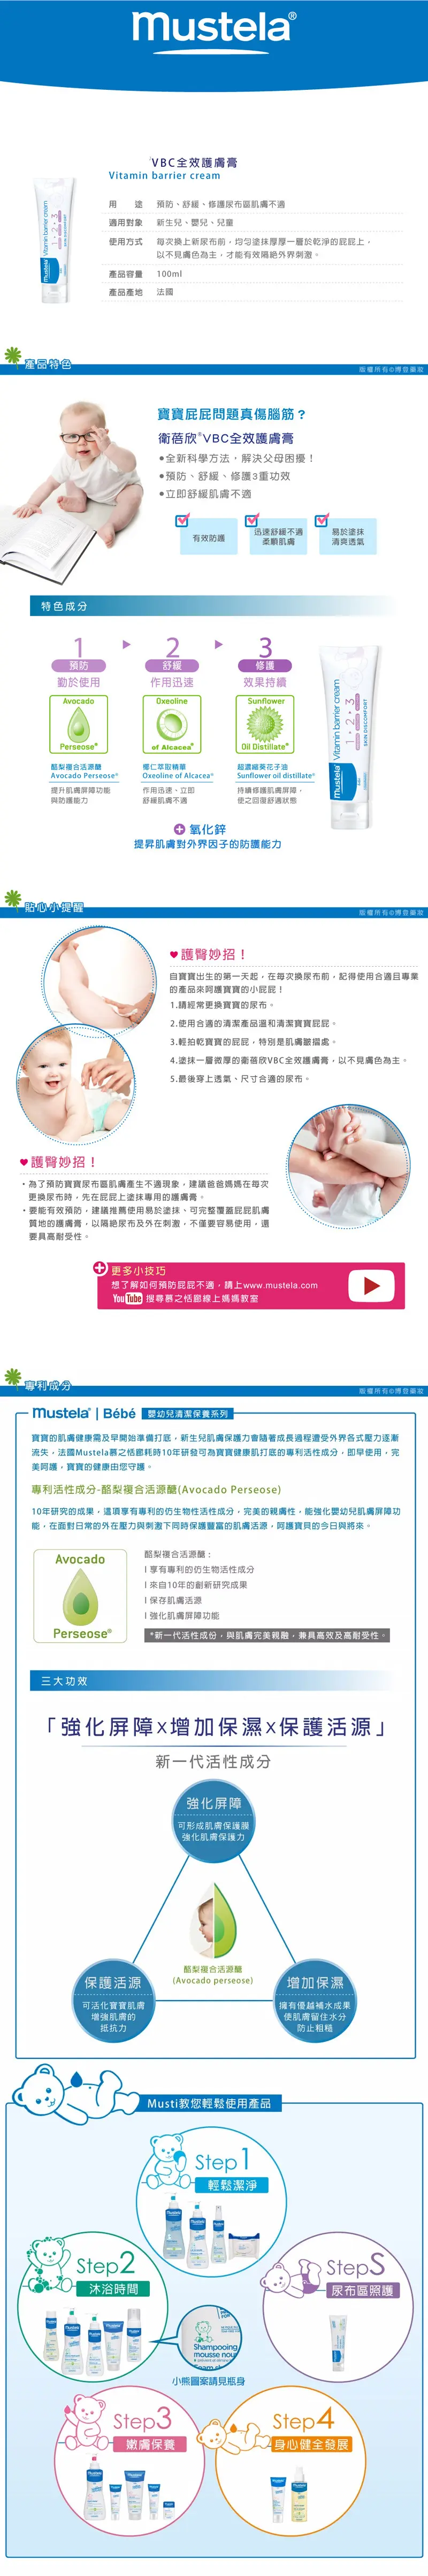 mustela®
VBC全效護膚膏
Vitamin barrier cream
用 途 預防、舒緩、修護尿布區肌膚不適
適用對象 新生兒、嬰兒、兒童
使用方式 每次換上新尿布前，均勻塗抹厚厚一層於乾淨的屁屁上，
以不見膚色為主，才能有效隔絕外界刺激。
產品容量 100ml
產品產地 法國
產品特色
版權所有©博登藥妝
寶寶屁屁問題真傷腦筋？
衛蓓欣®VBC全效護膚膏
●全新科學方法，解決父母困擾！
●預防、舒緩、修護3重功效
●立即舒緩肌膚不適
有效防護
迅速舒緩不適
柔順肌膚
易於塗抹
清爽透氣
特色成分
1 2 3
預防 舒緩 修護
勤於使用 作用迅速 效果持續
Avocado Perseose®
Oxeoline of Alcacea®
Sunflower Oil Distillate®
酪梨複合活源醣
Avocado Perseose®
提升肌膚屏障功能
與防護能力
椰仁萃取精華
Oxeoline of Alcacea®
作用迅速、立即
舒緩肌膚不適
超濃縮葵花子油
Sunflower oil distillate®
持續修護肌膚屏障，
使之回復舒適狀態
mustela® Vitamin barrier cream
1•2•3
SKIN DISCOMFORT
氧化鋅
提昇肌膚對外界因子的防護能力
貼心小提醒
版權所有©博登藥妝
♥護臀妙招！
自寶寶出生的第一天起，在每次換尿布前，記得使用合適且專業
的產品來呵護寶寶的小屁屁！
1.請經常更換寶寶的尿布。
2.使用合適的清潔產品溫和清潔寶寶屁屁。
3.輕拍乾寶寶的屁屁，特別是肌膚皺摺處。
4.塗抹一層微厚的衛蓓欣VBC全效護膚膏，以不見膚色為主。
5.最後穿上透氣、尺寸合適的尿布。
♥護臀妙招！
・為了預防寶寶尿布區肌膚產生不適現象，建議爸爸媽媽在每次
更換尿布時，先在屁屁上塗抹專用的護膚膏。
・要能有效預防，建議推薦使用易於塗抹、可完整覆蓋屁屁肌膚
質地的護膚膏，以隔絕尿布及外在刺激，不僅要容易使用，還
要具高耐受性。
更多小技巧
想了解如何預防屁屁不適，請上www.mustela.com
YouTube 搜尋慕之恬廊線上媽媽教室
專利成分
版權所有©博登藥妝
mustela® | Bébé 嬰幼兒清潔保養系列
寶寶的肌膚健康需及早開始準備打底，新生兒肌膚保護力會隨著成長過程遭受外界各式壓力逐漸
流失，法國Mustela慕之恬廊耗時10年研發可為寶寶健康肌打底的專利活性成分，即早使用，完
美呵護，寶寶的健康由您守護。
專利活性成分-酪梨複合活源醣(Avocado Perseose)
10年研究的成果，這項享有專利的仿生物性活性成分，完美的親膚性，能強化嬰幼兒肌膚屏障功
能，在面對日常的外在壓力與刺激下同時保護豐富的肌膚活源，呵護寶貝的今日與將來。
Avocado
Perseose®
酪梨複合活源醣：
l 享有專利的仿生物活性成分
l 來自10年的創新研究成果
l 保存肌膚活源
l 強化肌膚屏障功能
*新一代活性成份，與肌膚完美親融，兼具高效及高耐受性。
三大功效
「強化屏障x增加保濕x保護活源」
新一代活性成分
強化屏障
可形成肌膚保護膜
強化肌膚保護力
酪梨複合活源醣
(Avocado perseose)
保護活源
可活化寶寶肌膚
增強肌膚的
抵抗力
增加保濕
擁有優越補水成果
使肌膚留住水分
防止粗糙
Musti教您輕鬆使用產品
Step1
輕鬆潔淨
Step2
沐浴時間
StepS
尿布區照護
Shampooing
mousse nou
小熊圖案請見瓶身
Step3
嫩膚保養
Step4
身心健全發展